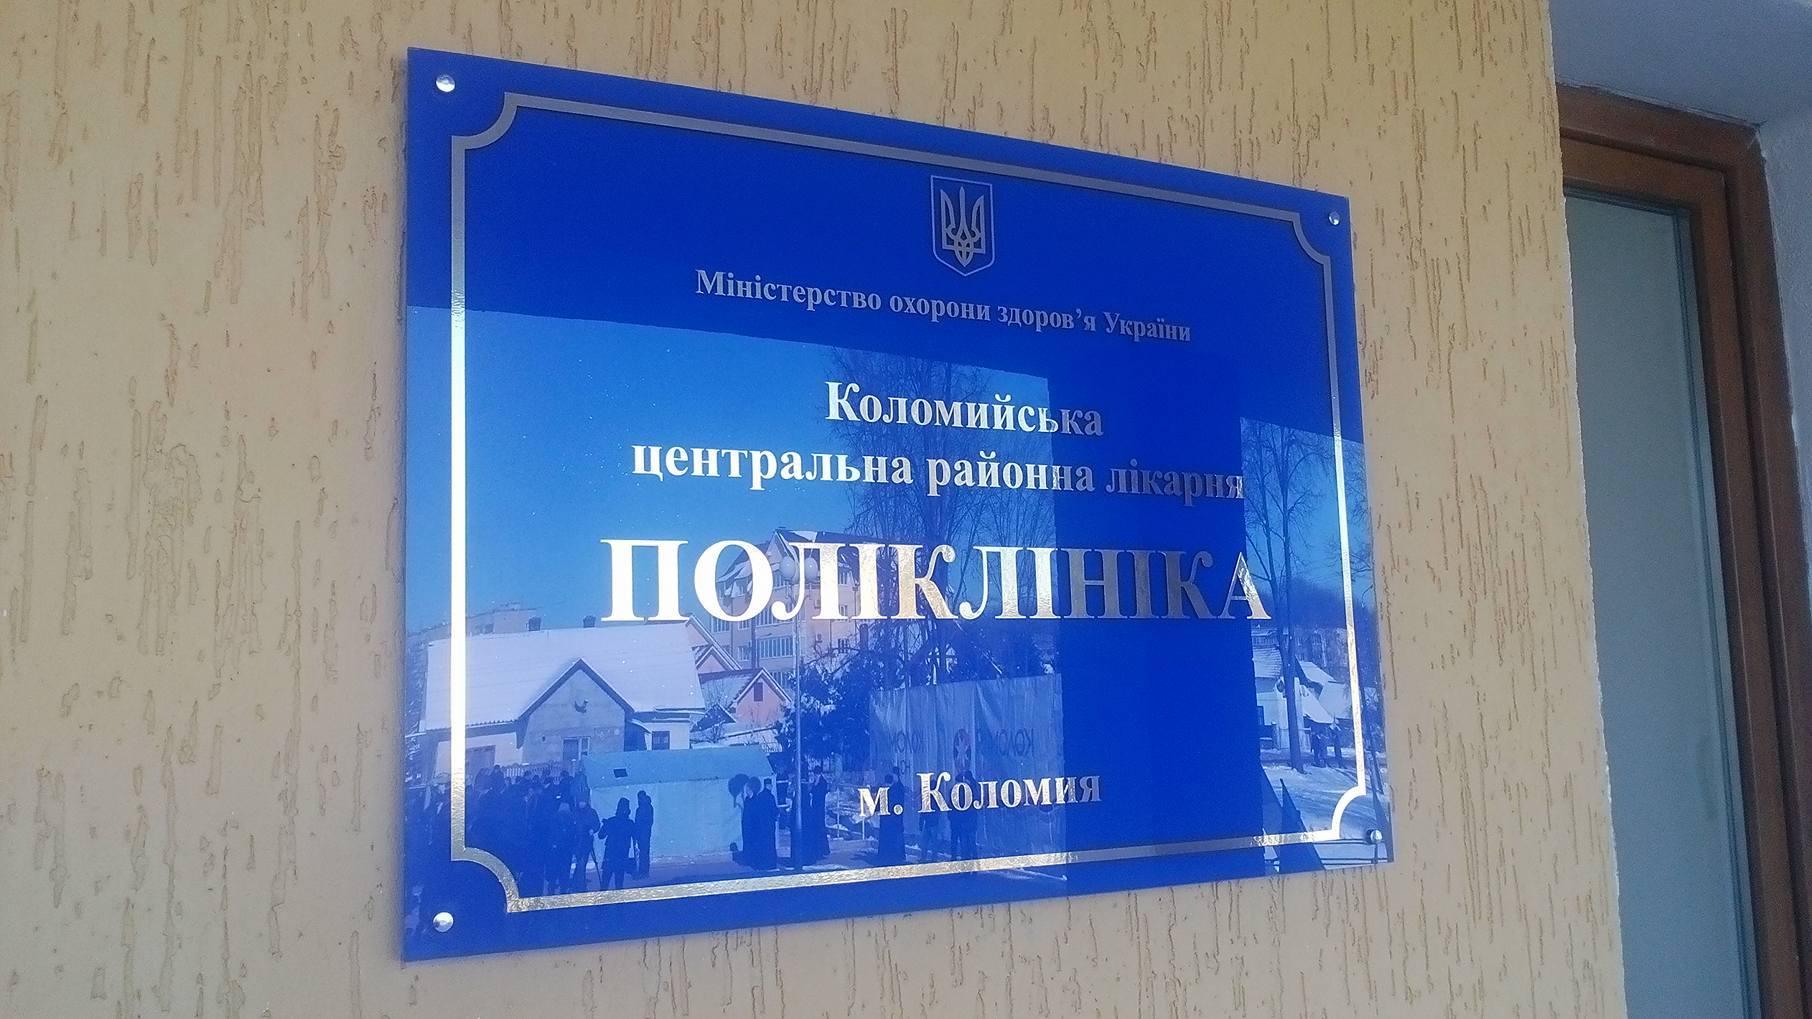 Міністерство охорони здоров’я України
Коломийська
центральна районна лікарня
ПОЛІКЛІНІКА
м. Коломия